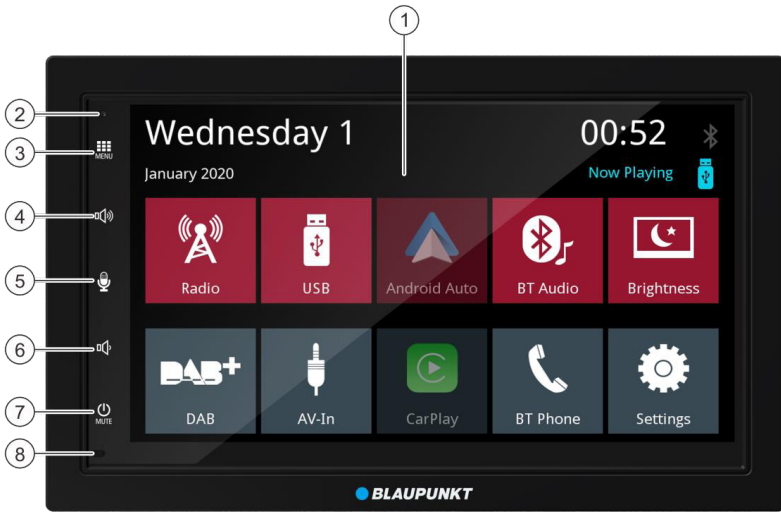 1
2
3
MENU
4
5
6
7
MUTE
8
Wednesday 1
00:52
January 2020
Now Playing
Radio
USB
Android Auto
BT Audio
Brightness
DAB+
DAB
AV-In
CarPlay
BT Phone
Settings
BLAUPUNKT